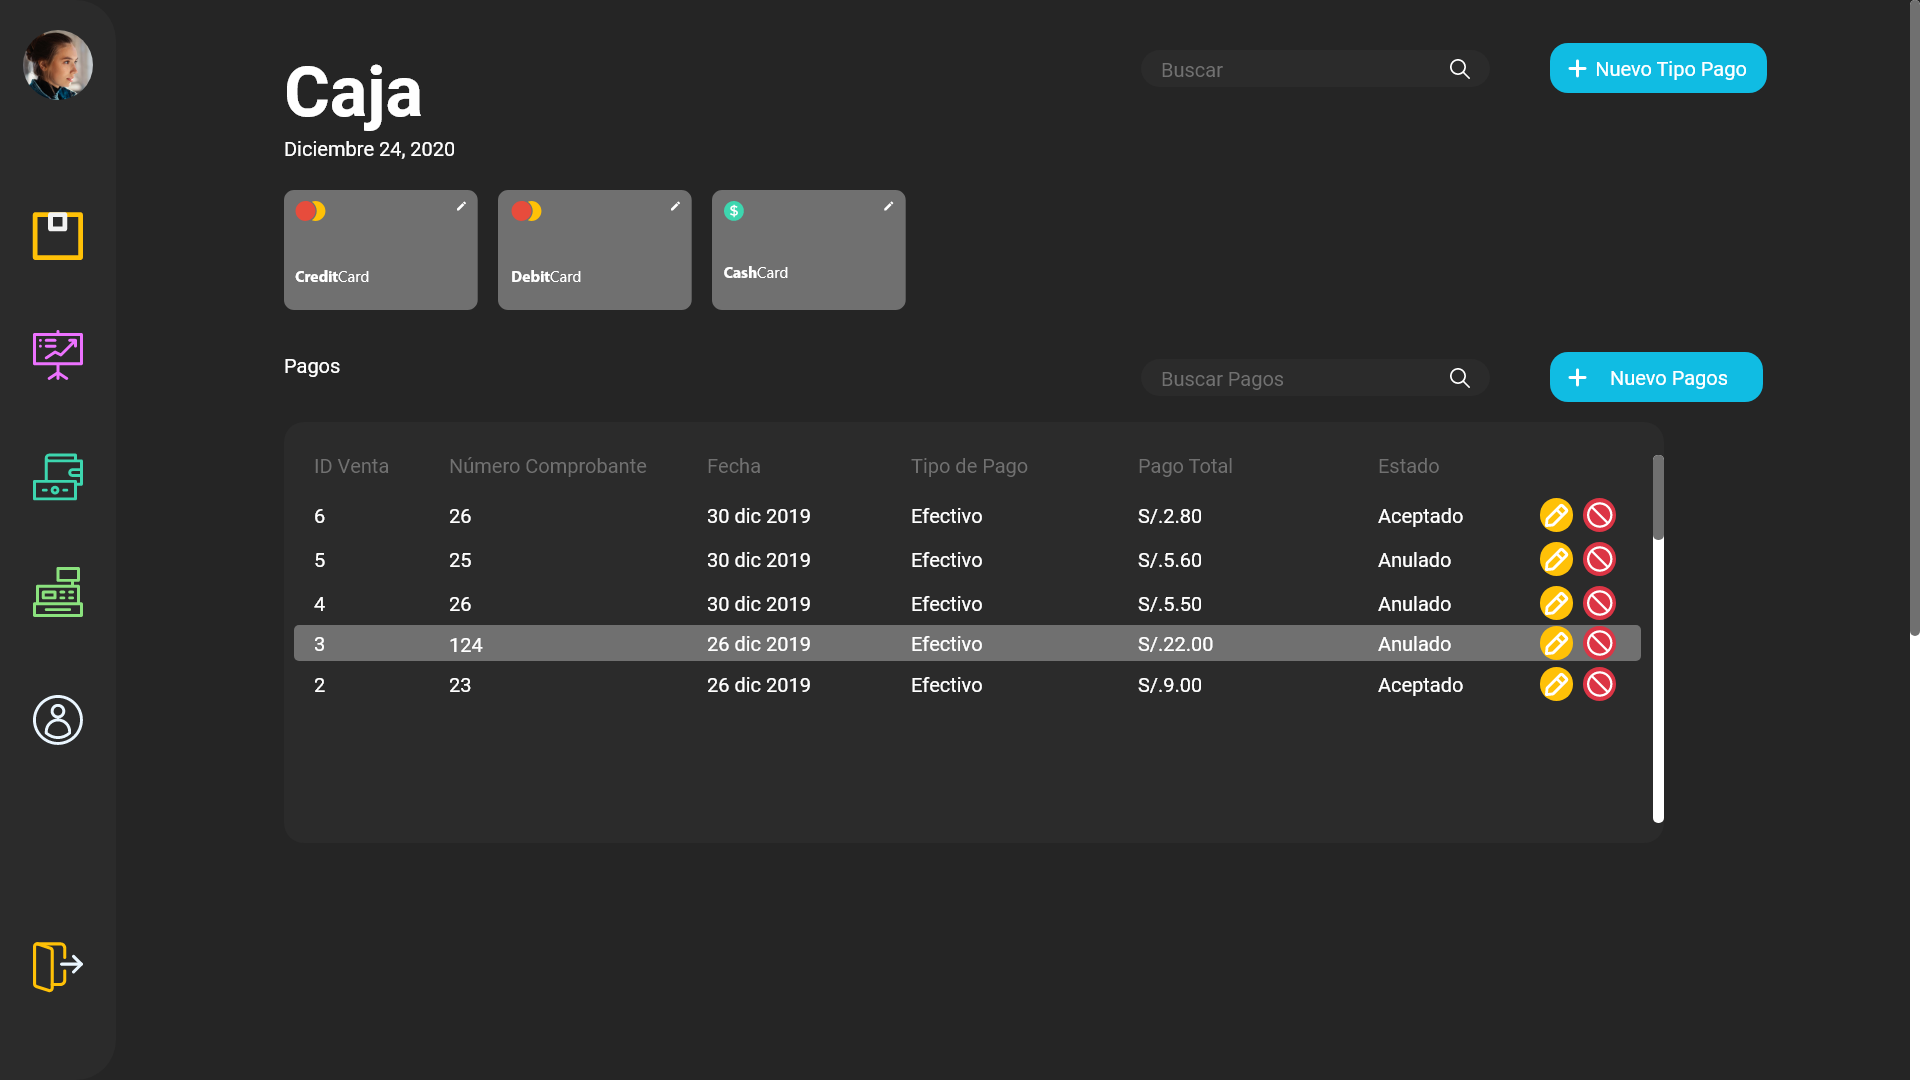 Caja
Buscar
Nuevo Tipo Pago
Diciembre 24, 2020
CreditCard
DebitCard
$
CashCard
Pagos
Buscar Pagos
Nuevo Pagos
ID Venta Número Comprobante Fecha Tipo de Pago Pago Total Estado
6 26 30 dic 2019 Efectivo S/.2.80 Aceptado
5 25 30 dic 2019 Efectivo S/.5.60 Anulado
4 26 30 dic 2019 Efectivo S/.5.50 Anulado
3 124 26 dic 2019 Efectivo S/.22.00 Anulado
2 23 26 dic 2019 Efectivo S/.9.00 Aceptado